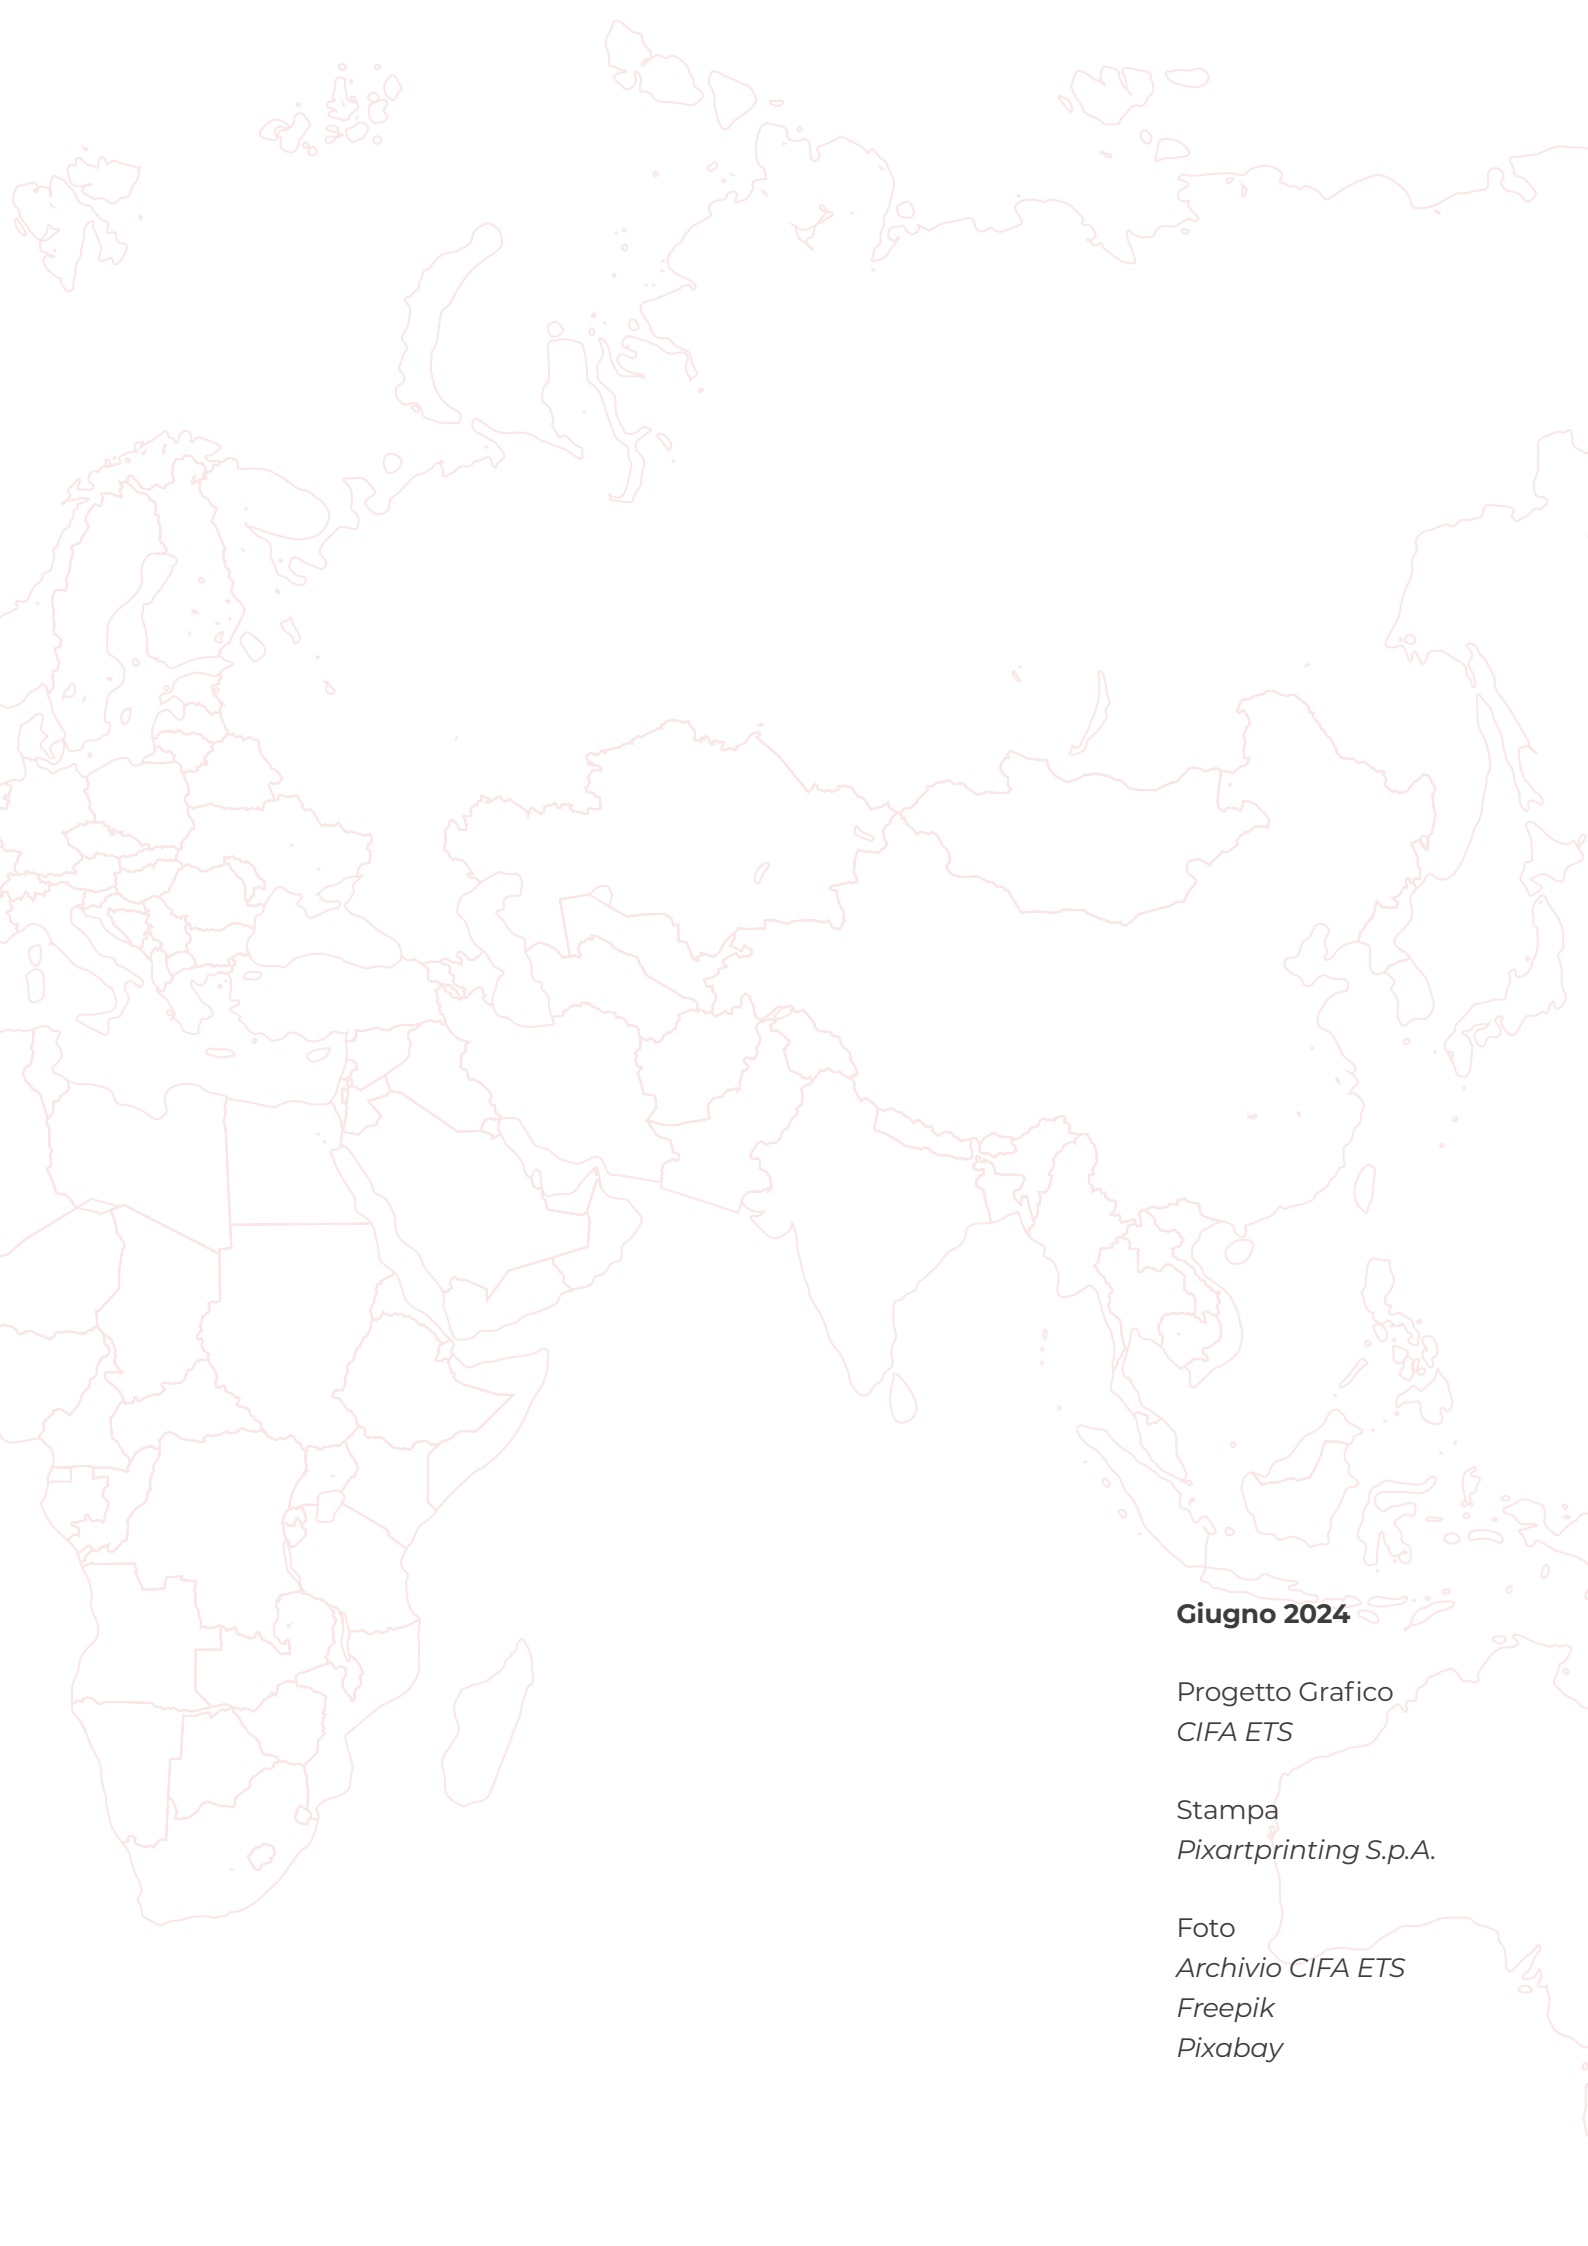 Giugno 2024
Progetto Grafico
CIFA ETS
Stampa
Pixartprinting S.p.A.
Foto
Archivio CIFA ETS
Freepik
Pixabay